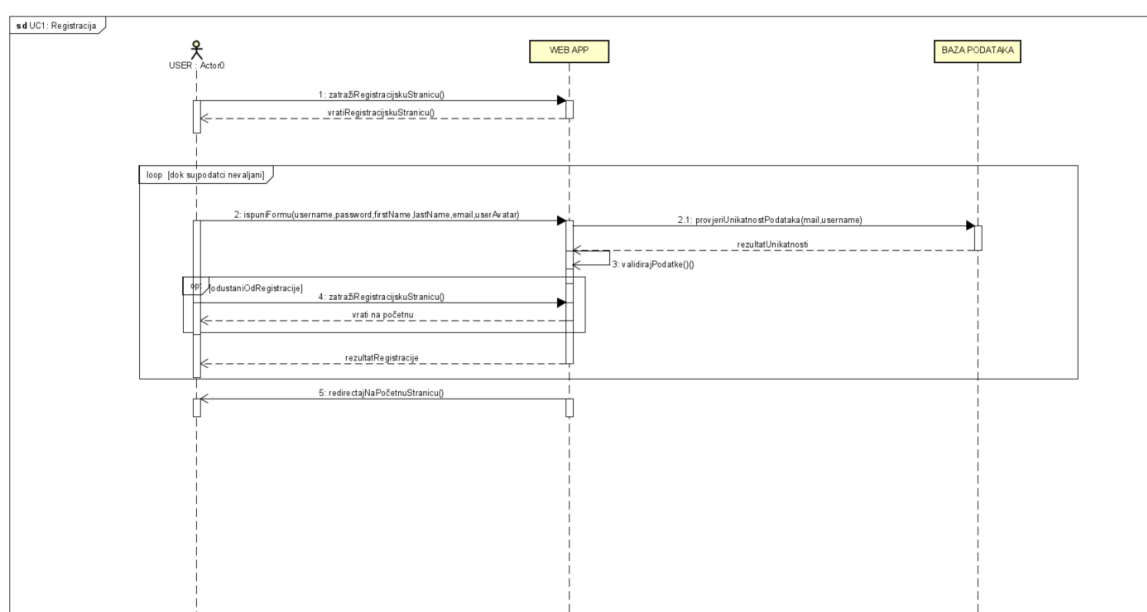 sd UC1: Registracija
USER : Actor0
WEB APP
BAZA PODATAKA
1: zatražiRegistracijskuStranicu()
vratiRegistracijskuStranicu()
loop [dok su podatci nevaljani]
2: ispuniFormu(username,password,firstName,lastName,email,userAvatar)
2.1: provjeriUnikatnostPodataka(mail,username)
rezultatUnikatnosti
3: validirajPodatke()()
opt [odustaniOdRegistracije]
4: zatražiRegistracijskuStranicu()
vrati na početnu
rezultatRegistracije
5: redirectajNaPočetnuStranicu()